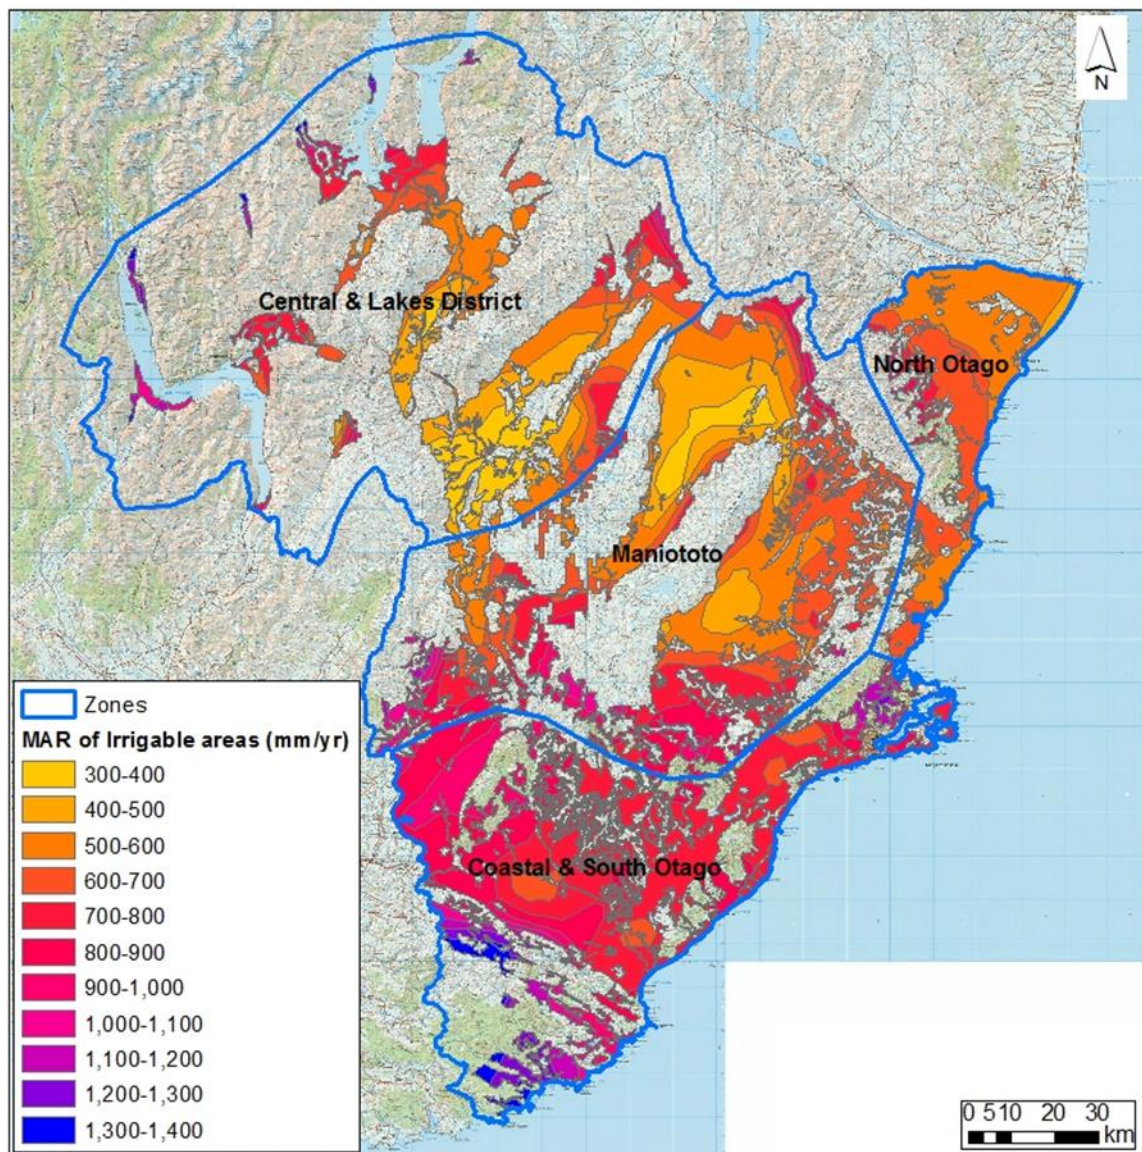 N
Central & Lakes District
North Otago
Maniototo
Coastal & South Otago
Zones
MAR of Irrigable areas (mm/yr)
300-400
400-500
500-600
600-700
700-800
800-900
900-1,000
1,000-1,100
1,100-1,200
1,200-1,300
1,300-1,400
0 5 10 20 30
km